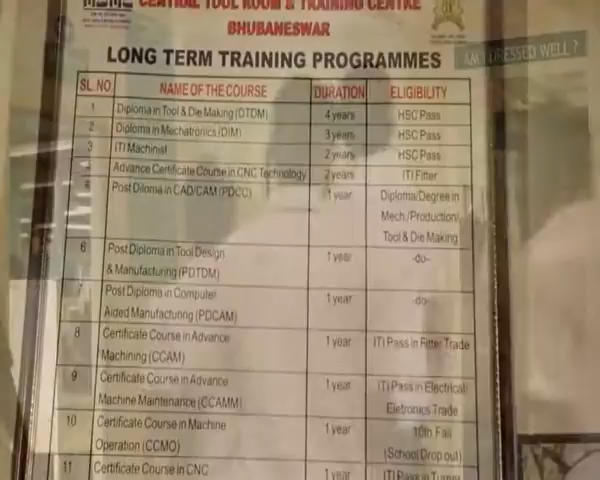 CENTRAL TOOL ROOM & TRAINING CENTRE
BHUBANESWAR
LONG TERM TRAINING PROGRAMMES
AM I DRESSED WELL ?
SL. NO. NAME OF THE COURSE DURATION ELIGIBILITY
1 Diploma in Tool & Die Making (DTDM) 4 years HSC Pass
2 Diploma in Mechatronics (DIM) 3 years HSC Pass
3 ITI Machinist 2 years HSC Pass
Advance Certificate Course in CNC Technology 2 years ITI Fitter
Post Diloma in CAD/CAM (PDCC) 1 year Diploma/Degree in
Mech./Production/
Tool & Die Making
6 Post Diploma in Tool Design 1 year -do-
& Manufacturing (PDTDM)
7 Post Diploma in Computer 1 year -do-
Aided Manufacturing (PDCAM)
8 Certificate Course in Advance 1 year ITI Pass in Fitter Trade
Machining (CCAM)
9 Certificate Course in Advance 1 year ITI Pass in Electrical/
Machine Maintenance (CCAMM) Eletronics Trade
10 Certificate Course in Machine 1 year 10th Fail
Operation (CCMO) (School Drop out)
11 Certificate Course in CNC 1 year ITI Pass in Turner